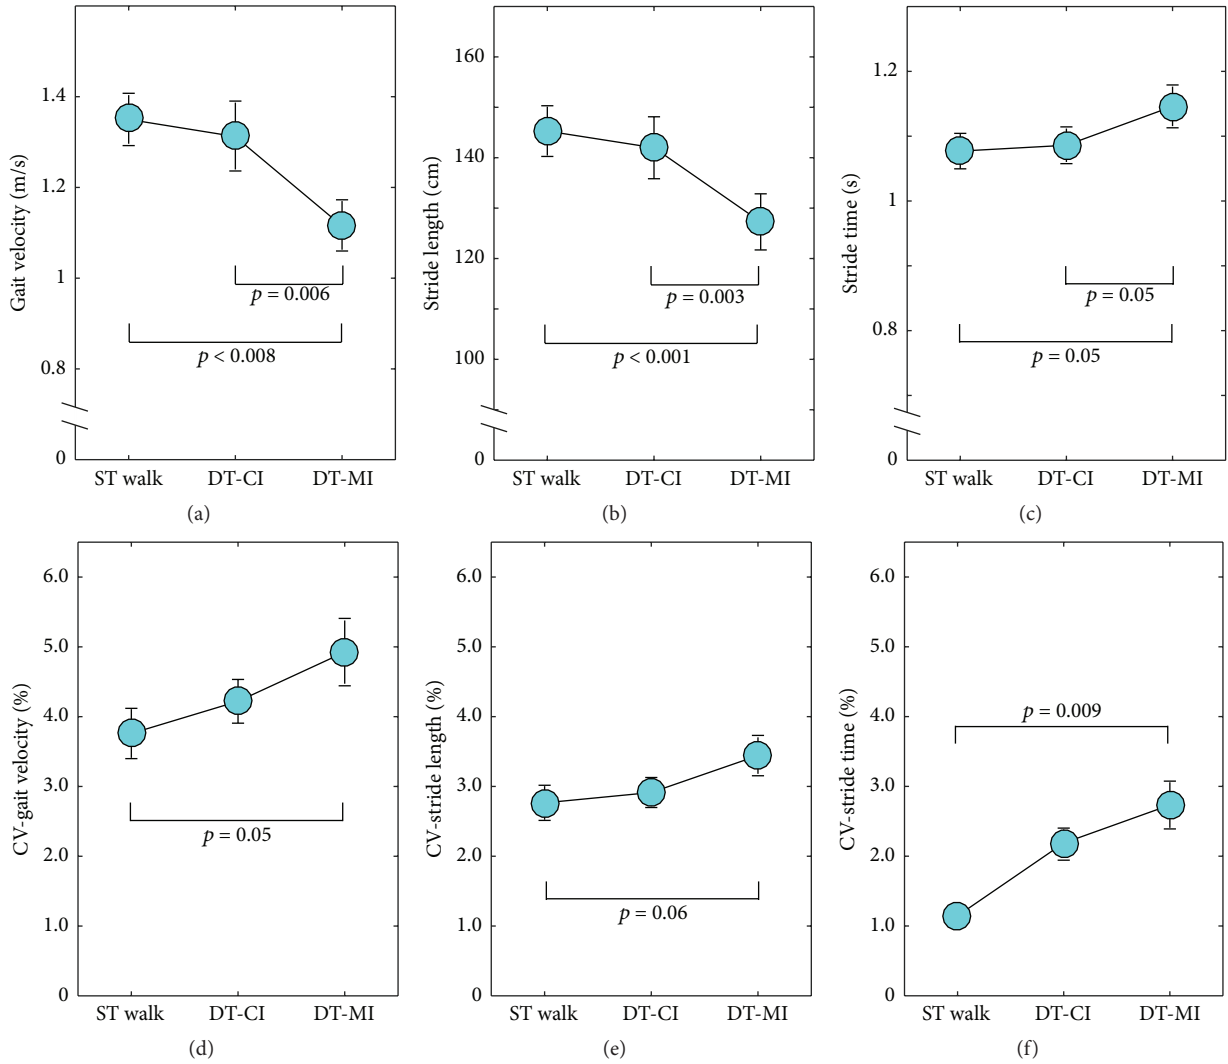 Gait velocity (m/s)
1.4
1.2
1
0.8
0
p = 0.006
p < 0.008
ST walk DT-CI DT-MI
(a)
Stride length (cm)
160
140
120
100
0
p = 0.003
p < 0.001
ST walk DT-CI DT-MI
(b)
Stride time (s)
1.2
1
0.8
0
p = 0.05
p = 0.05
ST walk DT-CI DT-MI
(c)
CV-gait velocity (%)
6.0
5.0
4.0
3.0
2.0
1.0
0
p = 0.05
ST walk DT-CI DT-MI
(d)
CV-stride length (%)
6.0
5.0
4.0
3.0
2.0
1.0
0
p = 0.06
ST walk DT-CI DT-MI
(e)
CV-stride time (%)
6.0
5.0
4.0
3.0
2.0
1.0
0
p = 0.009
ST walk DT-CI DT-MI
(f)